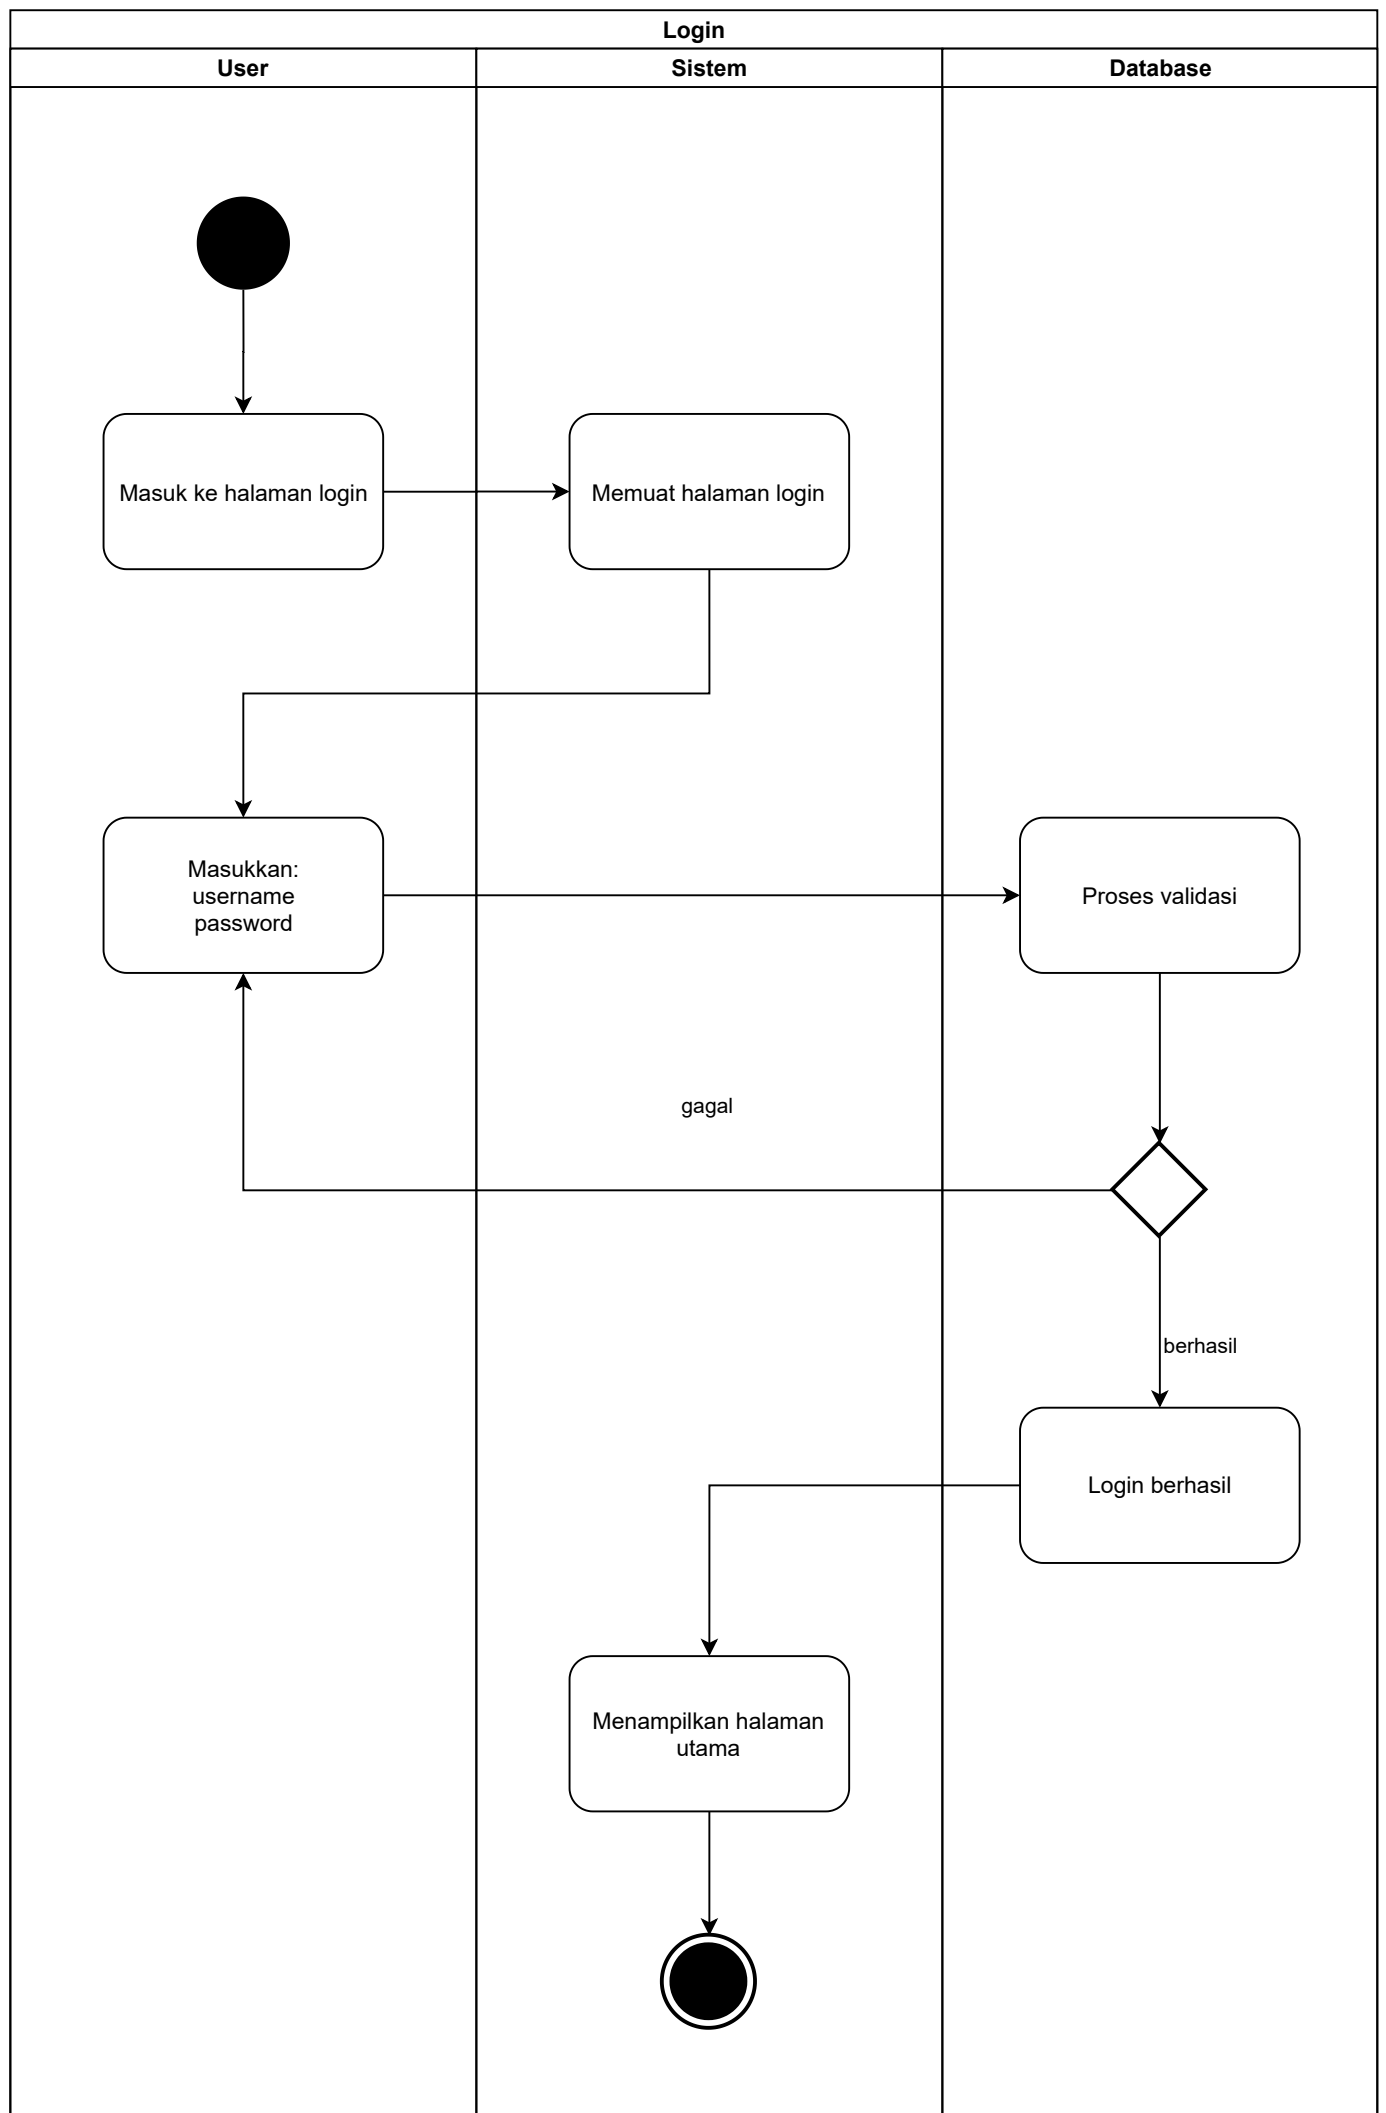 Login
User
Sistem
Database
Masuk ke halaman login
Memuat halaman login
Masukkan:
username
password
Proses validasi
gagal
berhasil
Login berhasil
Menampilkan halaman
utama